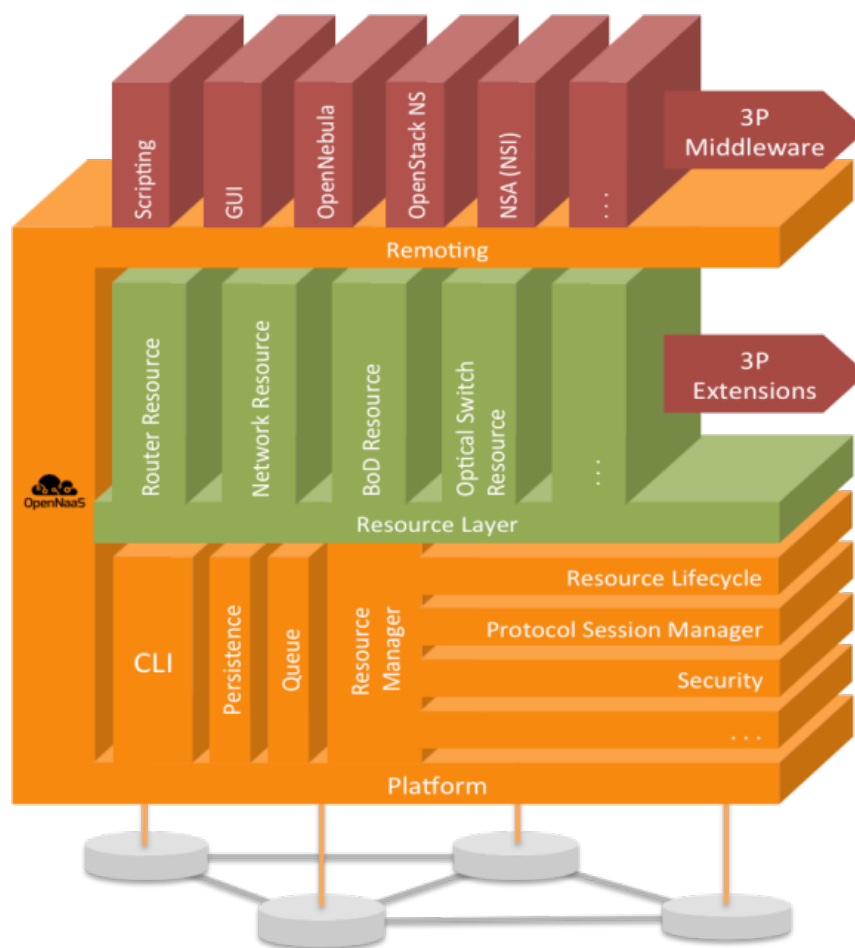 Scripting
GUI
OpenNebula
OpenStack NS
NSA (NSI)
. . .
3P
Middleware
Remoting
Router Resource
Network Resource
BoD Resource
Optical Switch
Resource
. . .
3P
Extensions
OpenNaaS
Resource Layer
CLI
Persistence
Queue
Resource
Manager
Resource Lifecycle
Protocol Session Manager
Security
. . .
Platform